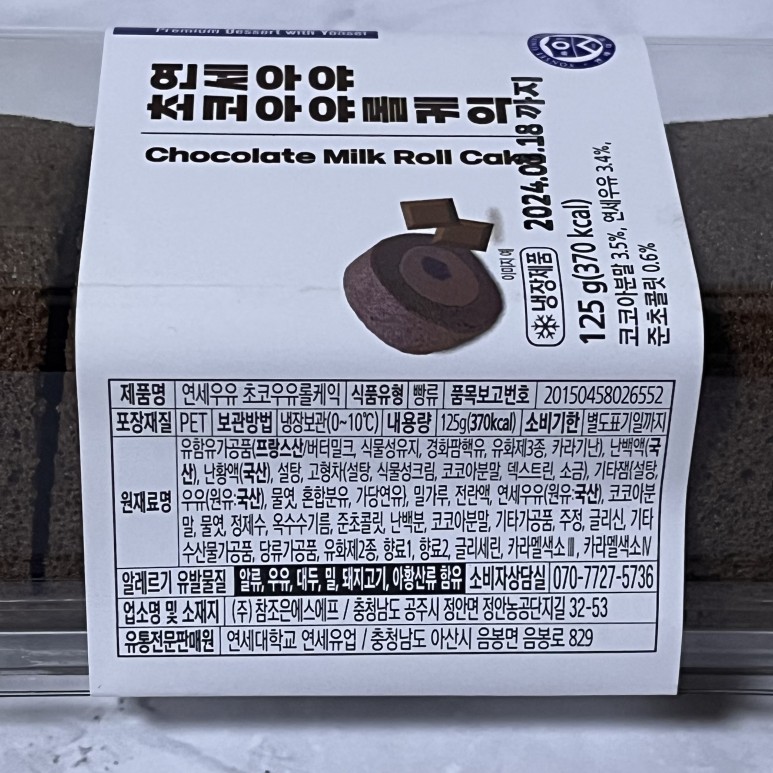 Premium Dessert with Yonsei
연세우유
초코우유롤케익
Chocolate Milk Roll Cake
이미지 예
냉장제품
2024.08.18 까지
125 g(370 kcal)
코코아분말 3.5%, 연세우유 3.4%,
준초콜릿 0.6%
제품명 연세우유 초코우유롤케익 식품유형 빵류 품목보고번호 20150458026552
포장재질 PET 보관방법 냉장보관(0~10℃) 내용량 125g(370kcal) 소비기한 별도표기일까지
원재료명
유함유가공품(프랑스산/버터밀크, 식물성유지, 경화팜핵유, 유화제3종, 카라기난), 난백액(국
산), 난황액(국산), 설탕, 고형차(설탕, 식물성크림, 코코아분말, 덱스트린, 소금), 기타잼(설탕,
우유(원유:국산), 물엿, 혼합분유, 가당연유), 밀가루, 전란액, 연세우유(원유:국산), 코코아분
말, 물엿, 정제수, 옥수수기름, 준초콜릿, 난백분, 코코아분말, 기타가공품, 주정, 글리신, 기타
수산물가공품, 당류가공품, 유화제2종, 향료1, 향료2, 글리세린, 카라멜색소Ⅲ, 카라멜색소Ⅳ
알레르기 유발물질 알류, 우유, 대두, 밀, 돼지고기, 아황산류 함유 소비자상담실 070-7727-5736
업소명 및 소재지 (주) 참조은에스에프 / 충청남도 공주시 정안면 정안농공단지길 32-53
유통전문판매원 연세대학교 연세유업 / 충청남도 아산시 음봉면 음봉로 829